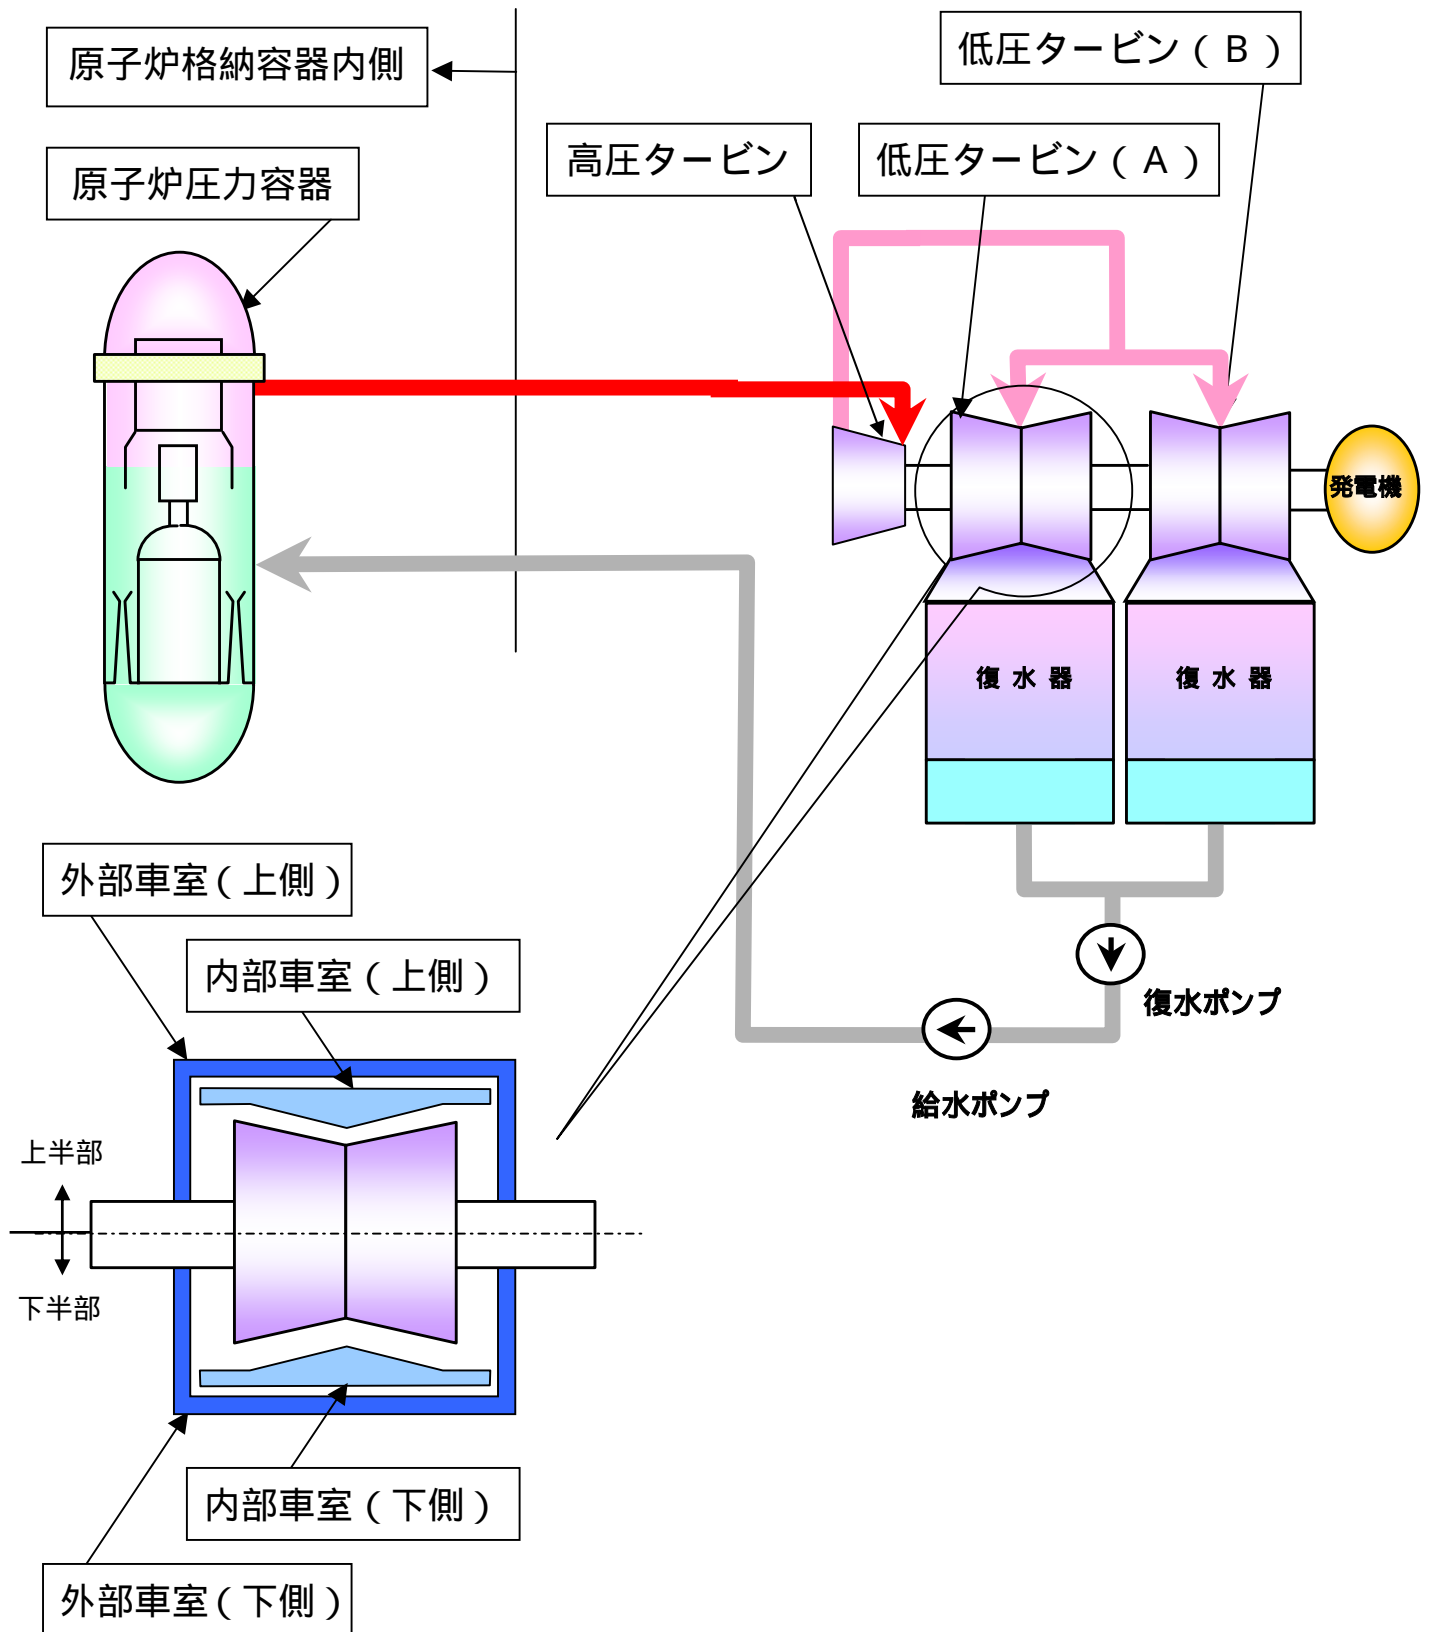 原子炉格納容器内側
低圧タービン(B)
原子炉圧力容器
高圧タービン
低圧タービン(A)
発電機
復水器
復水器
復水ポンプ
給水ポンプ
外部車室(上側)
内部車室(上側)
上半部
下半部
内部車室(下側)
外部車室(下側)